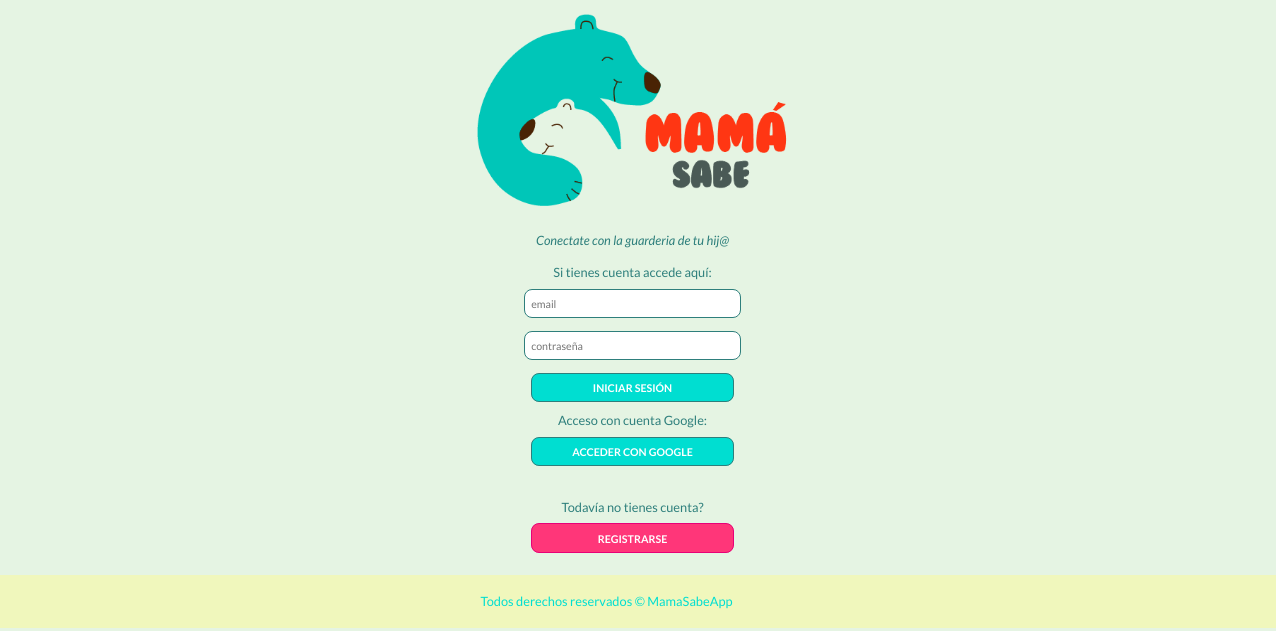 MAMÁ
SABE
Conectate con la guarderia de tu hij@
Si tienes cuenta accede aquí:
email
contraseña
INICIAR SESIÓN
Acceso con cuenta Google:
ACCEDER CON GOOGLE
Todavía no tienes cuenta?
REGISTRARSE
Todos derechos reservados © MamaSabeApp